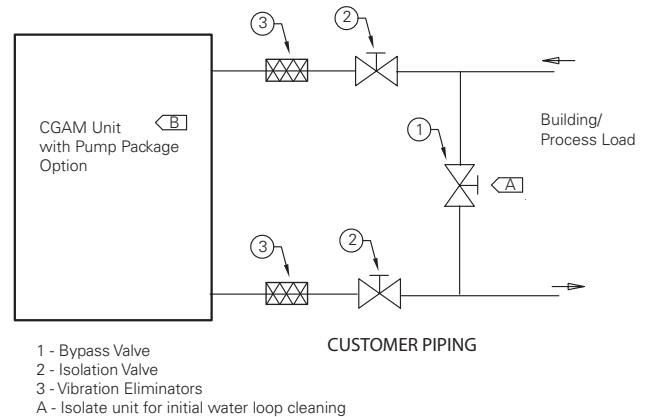 3
2
CGAM Unit
with Pump Package
Option
B
1
A
Building/
Process Load
3
2
CUSTOMER PIPING
1 - Bypass Valve
2 - Isolation Valve
3 - Vibration Eliminators
A - Isolate unit for initial water loop cleaning